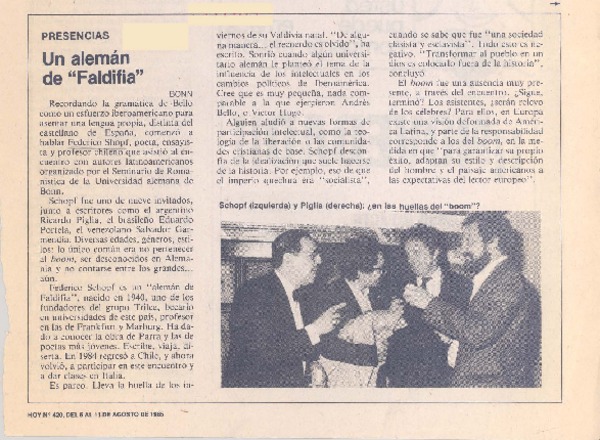 PRESENCIAS
Un alemán
de “Faldifia”
BONN
Recordando la gramática de Bello
como un esfuerzo iberoamericano para
asentar una lengua propia, distinta del
castellano de España, comenzó a
hablar Federico Shopf, poeta, ensayista
y profesor chileno que asistió al en-
cuentro con autores latinoamericanos
organizado por el Seminario de Roma-
nística de la Universidad alemana de
Bonn.
Schopf fue uno de nueve invitados,
junto a escritores como el argentino
Ricardo Piglia, el brasileño Eduardo
Portela, el venezolano Salvador Gar-
mendia. Diversas edades, géneros, esti-
los: lo único común era no pertenecer
al boom, ser desconocidos en Alema-
nia y no contarse entre los grandes...
aún.
Federico Schopf es un “alemán de
Faldifia”, nacido en 1940, uno de los
fundadores del grupo Trilce, becario
en universidades de este país, profesor
en las de Frankfurt y Marburg. Ha da-
do a conocer la obra de Parra y las de
poetas más jóvenes. Escribe, viaja, di-
serta. En 1984 regresó a Chile, y ahora
volvió, a participar en este encuentro y
a dar clases en Italia.
Es parco. Lleva la huella de los in-
viernos de su Valdivia natal. “De algu-
na manera... el recuerdo es olvido”, ha
escrito. Sonrió cuando algún universi-
tario alemán le planteó el tema de la
influencia de los intelectuales en los
cambios políticos de Iberoamérica.
Cree que es muy pequeña, nada com-
parable a la que ejercieron Andrés
Bello, o Víctor Hugo.
Alguien aludió a nuevas formas de
participación intelectual, como la teo-
logía de la liberación o las comunida-
des cristianas de base. Schopf descon-
fía de la idealización que suele hacerse
de la historia. Por ejemplo, eso de que
el imperio quechua era “socialista”,
cuando se sabe que fue “una sociedad
clasista y esclavista”. Todo esto es ne-
gativo. “Transformar al pueblo en un
dios es colocarlo fuera de la historia”,
concluyó
El boom fue una ausencia muy pre-
sente, a través del encuentro. ¿Sigue,
terminó? Los asistentes, ¿serán relevo
de los célebres? Para ellos, en Europa
existe una visión deformada de Améri-
ca Latina, y parte de la responsabilidad
corresponde a los del boom, en la me-
dida en que “para garantizar su propio
éxito, adaptan su estilo y descripción
del hombre y el paisaje americanos a
las expectativas del lector europeo”.
Schopf (izquierda) y Piglia (derecha): ¿en las huellas del “boom”?
HOY N° 420, DEL 5 AL 11 DE AGOSTO DE 1985